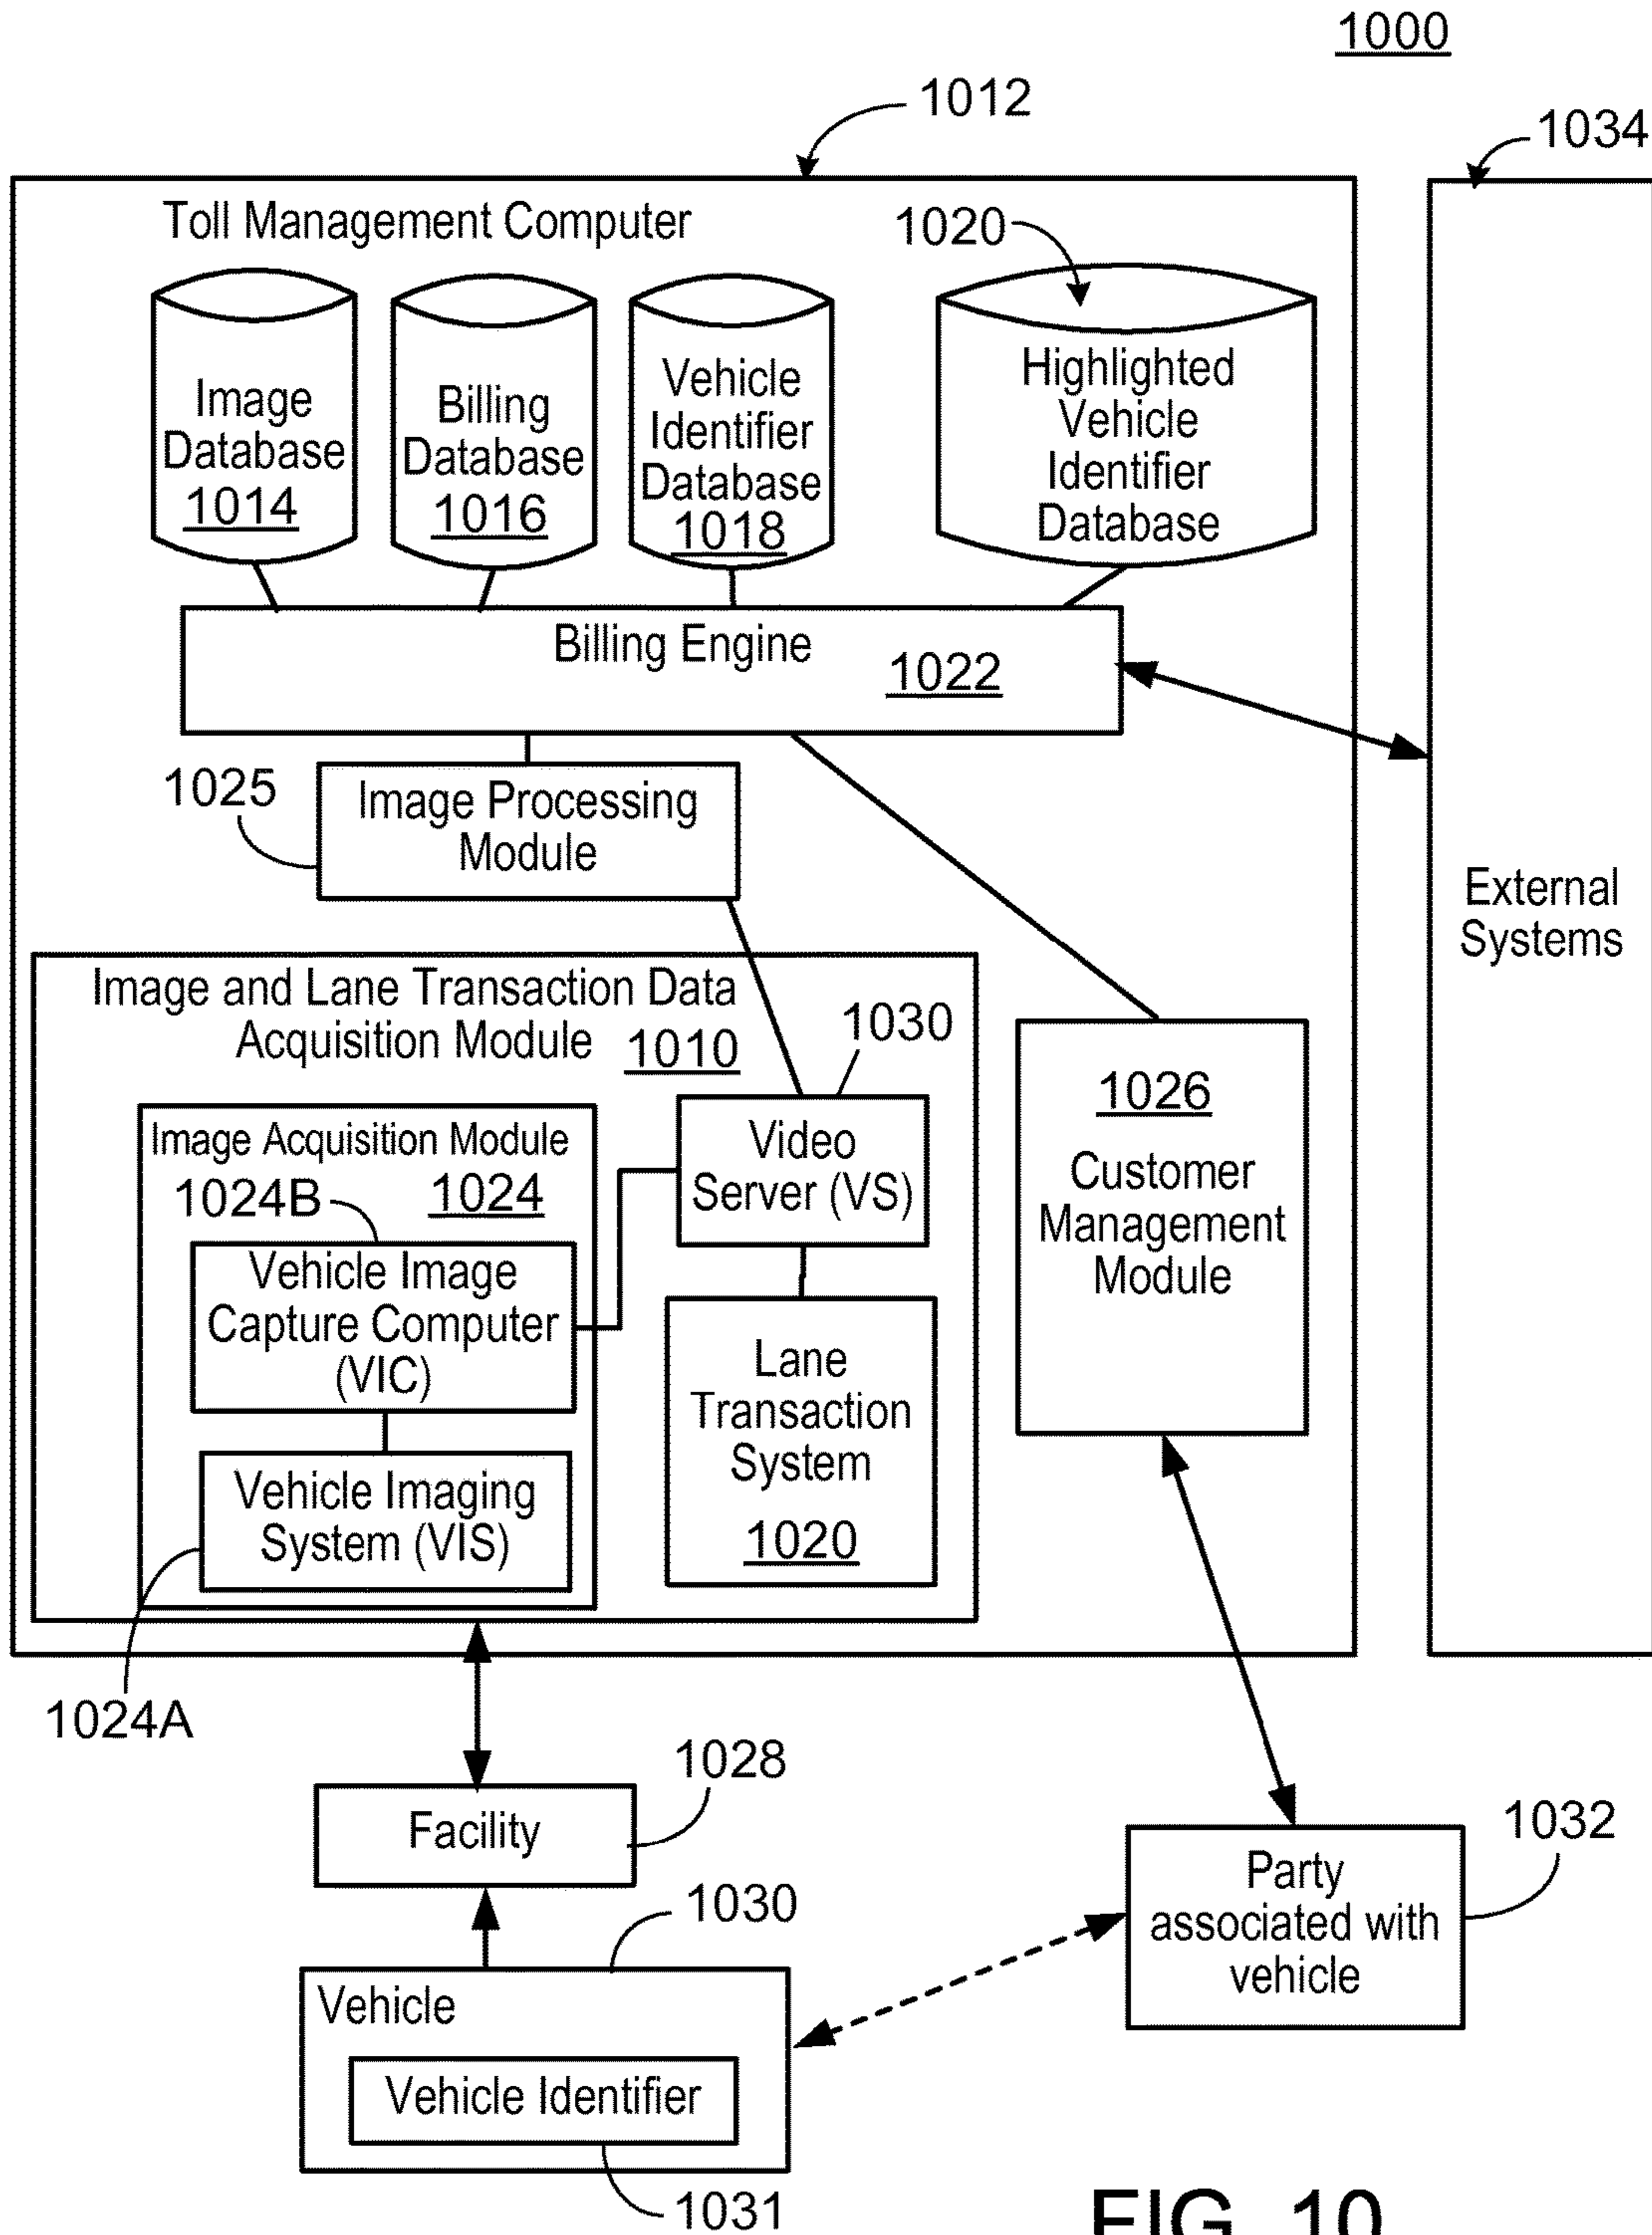 1000
1012
1034
Toll Management Computer
1020
Image
Database
1014
Billing
Database
1016
Vehicle
Identifier
Database
1018
Highlighted
Vehicle
Identifier
Database
Billing Engine
1022
1025
Image Processing
Module
External
Systems
Image and Lane Transaction Data
Acquisition Module 1010
1030
Image Acquisition Module
1024
1024B
Vehicle Image
Capture Computer
(VIC)
Vehicle Imaging
System (VIS)
1024A
Video
Server (VS)
Lane
Transaction
System
1020
1026
Customer
Management
Module
Facility
1028
1030
Vehicle
Vehicle Identifier
1031
Party
associated with
vehicle
1032
FIG. 10